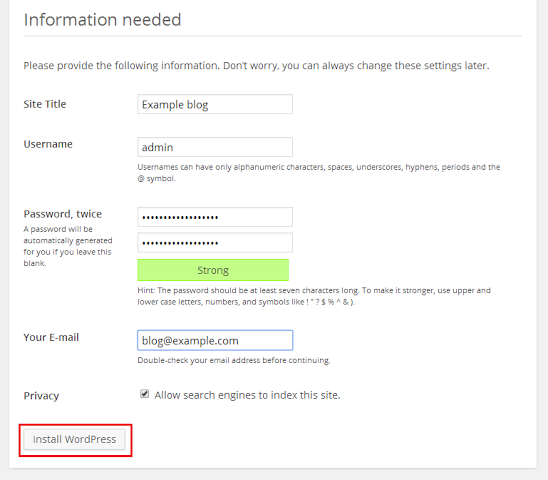 Information needed
Please provide the following information. Don't worry, you can always change these settings later.
Site Title
Example blog
Username
admin
Usernames can have only alphanumeric characters, spaces, underscores, hyphens, periods and the
@ symbol.
Password, twice
A password will be
automatically generated
for you if you leave this
blank.
••••••••••••••••••
••••••••••••••••••
Strong
Hint: The password should be at least seven characters long. To make it stronger, use upper and
lower case letters, numbers, and symbols like ! " ? $ % ^ & ).
Your E-mail
blog@example.com
Double-check your email address before continuing.
Privacy
Allow search engines to index this site.
Install WordPress